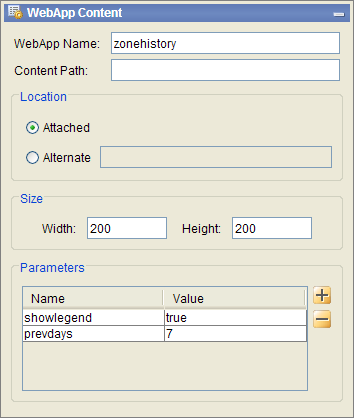 WebApp Content
WebApp Name: zonehistory
Content Path:
Location
Attached
Alternate
Size
Width: 200 Height: 200
Parameters
Name Value
showlegend true
prevdays 7